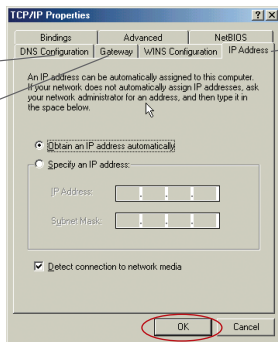 TCP/IP Properties
Bindings Advanced NetBIOS
DNS Configuration Gateway WINS Configuration IP Address
An IP address can be automatically assigned to this computer.
If your network does not automatically assign IP addresses, ask
your network administrator for an address, and then type it in
the space below.
Obtain an IP address automatically
Specify an IP address:
IP Address:
Subnet Mask:
Detect connection to network media
OK Cancel